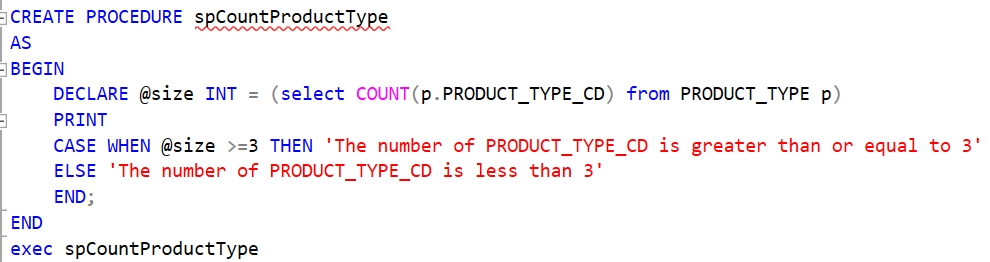 CREATE PROCEDURE spCountProductType
AS
BEGIN
    DECLARE @size INT = (select COUNT(p.PRODUCT_TYPE_CD) from PRODUCT_TYPE p)
    PRINT
    CASE WHEN @size >=3 THEN 'The number of PRODUCT_TYPE_CD is greater than or equal to 3'
    ELSE 'The number of PRODUCT_TYPE_CD is less than 3'
    END;
END
exec spCountProductType